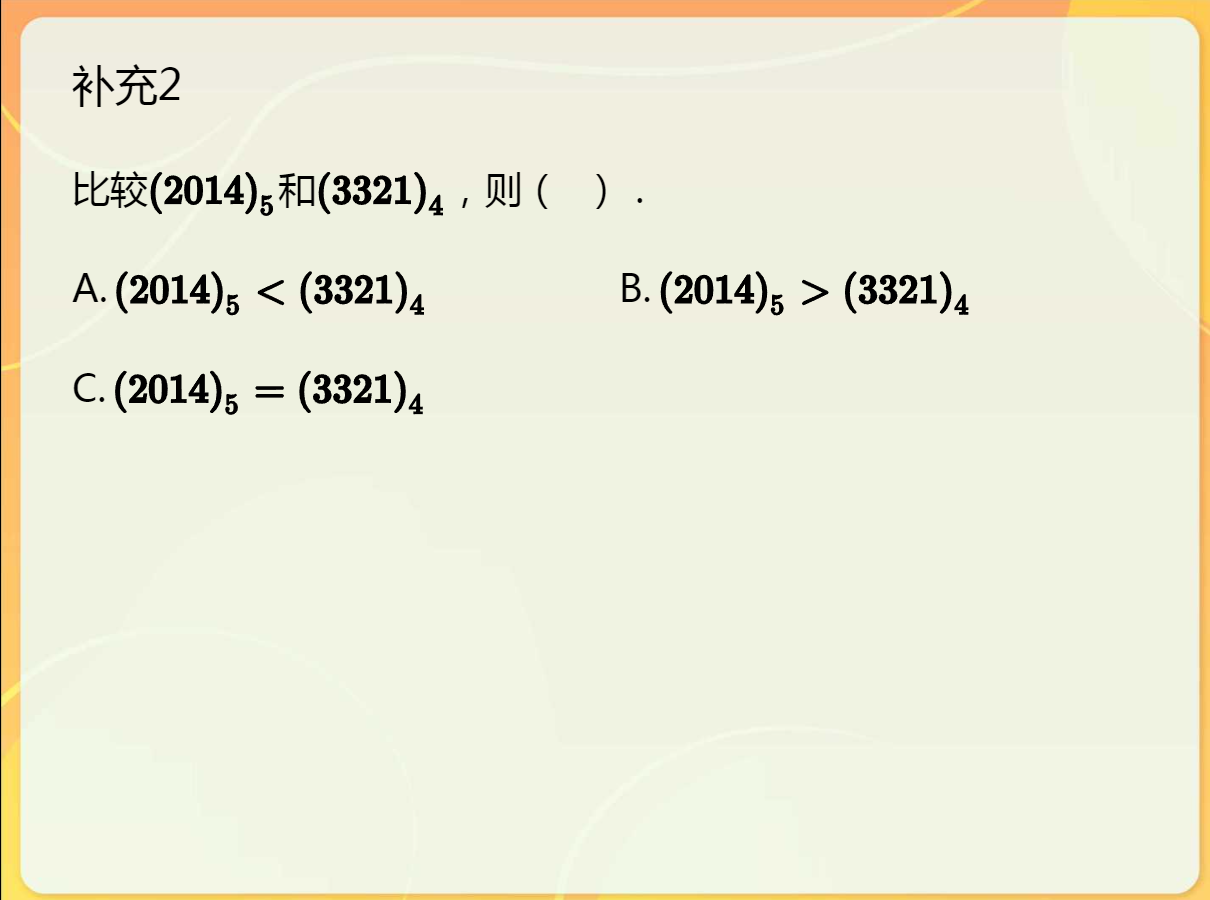 补充2
比较(2014)₅和(3321)₄，则（　）.
A. (2014)₅ < (3321)₄　B. (2014)₅ > (3321)₄
C. (2014)₅ = (3321)₄